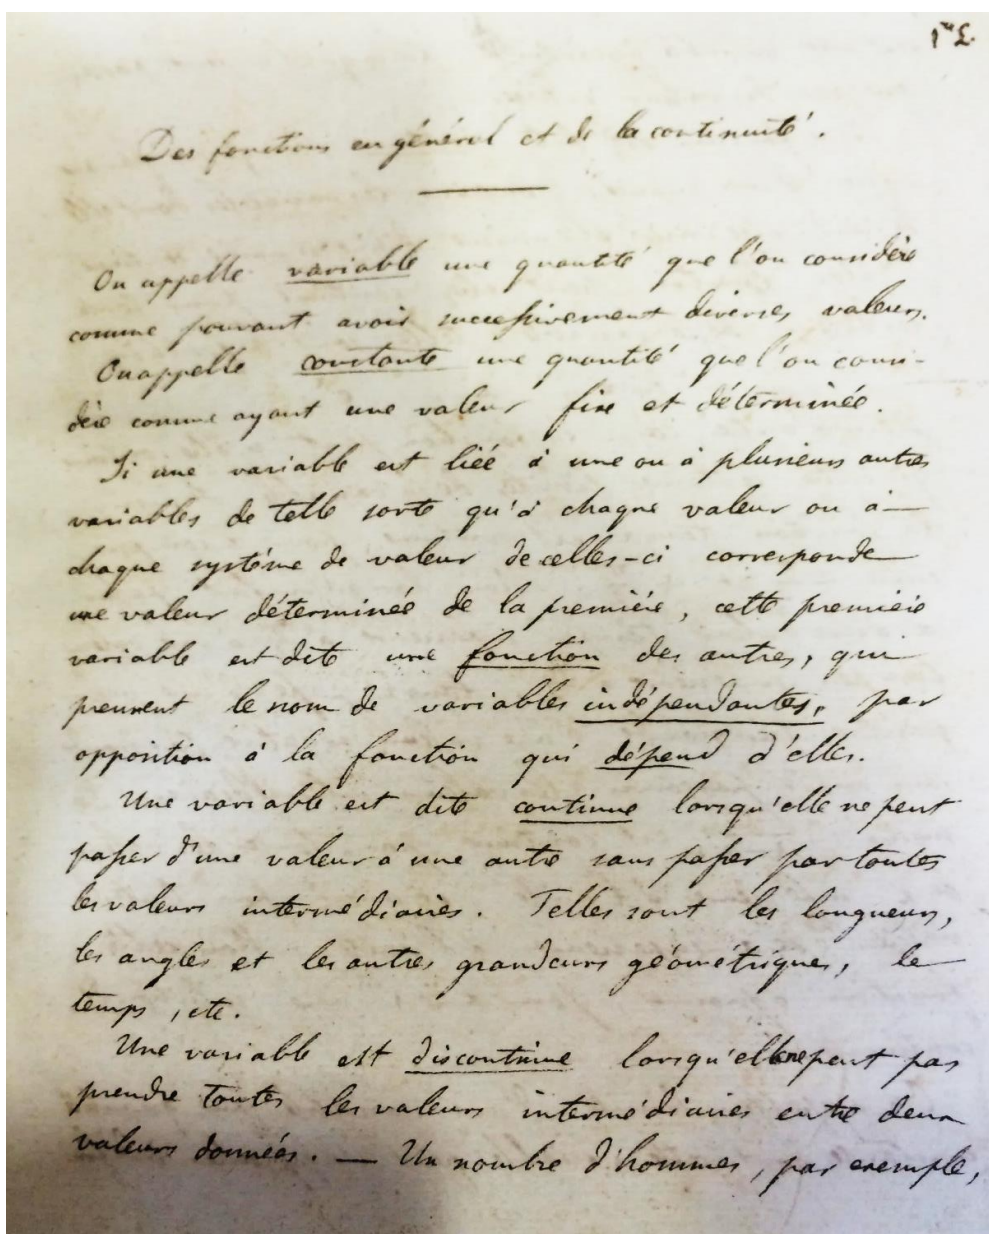 1re L.
Des fonctions en général et de la continuité.
On appelle variable une quantité que l'on considère
comme pouvant avoir successivement diverses valeurs.
On appelle constante une quantité que l'on consi-
dère comme ayant une valeur fixe et déterminée.
Si une variable est liée à une ou à plusieurs autres
variables de telle sorte qu'à chaque valeur ou à
chaque système de valeur de celles-ci corresponde
une valeur déterminée de la première, cette première
variable est dite une fonction des autres, qui
prennent le nom de variables indépendantes, par
opposition à la fonction qui dépend d'elles.
Une variable est dite continue lorsqu'elle ne peut
passer d'une valeur à une autre sans passer par toutes
les valeurs intermédiaires. Telles sont les longueurs,
les angles et les autres grandeurs géométriques, le
temps, etc.
Une variable est discontinue lorsqu'elle ne peut pas
prendre toutes les valeurs intermédiaires entre deux
valeurs données. — Un nombre d'hommes, par exemple,